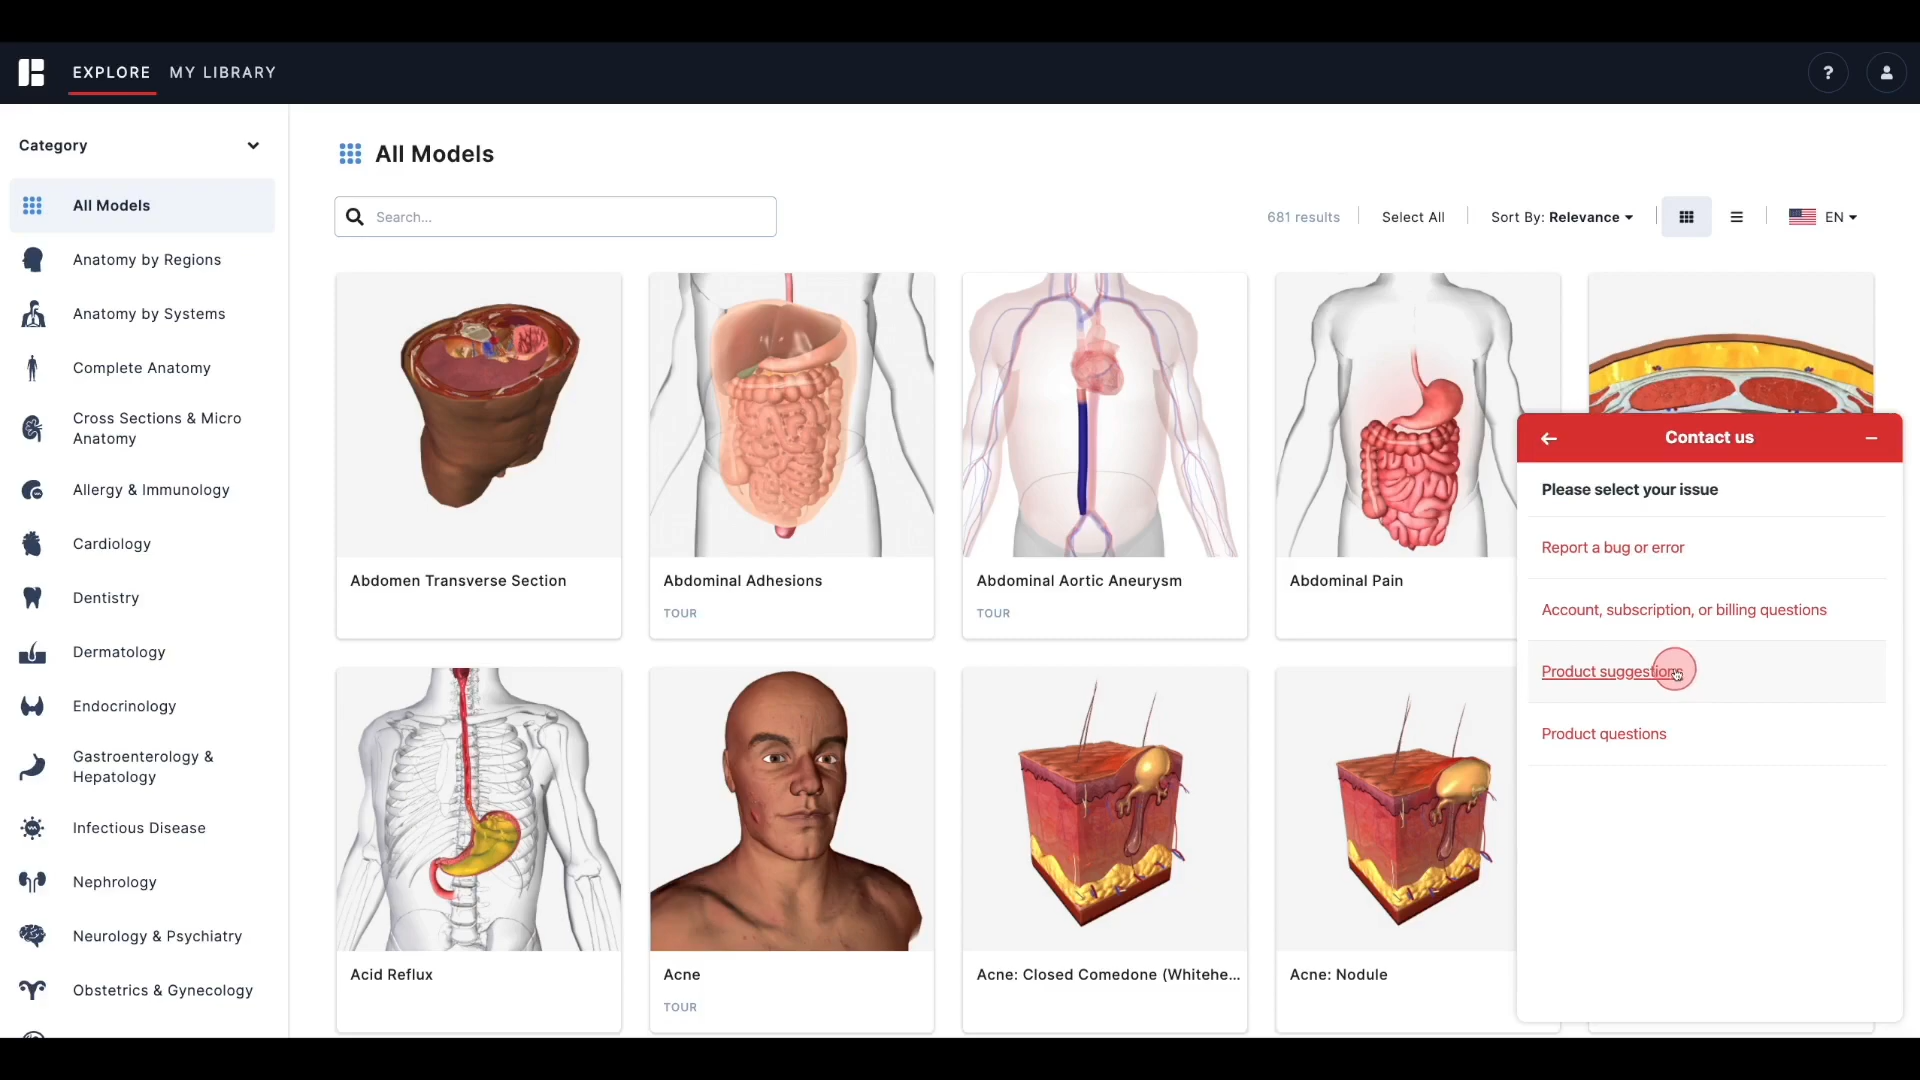 EXPLORE MY LIBRARY
?
Category
All Models
Anatomy by Regions
Anatomy by Systems
Complete Anatomy
Cross Sections & Micro
Anatomy
Allergy & Immunology
Cardiology
Dentistry
Dermatology
Endocrinology
Gastroenterology &
Hepatology
Infectious Disease
Nephrology
Neurology & Psychiatry
Obstetrics & Gynecology
All Models
Search...
681 results
Select All
Sort By: Relevance
EN
Abdomen Transverse Section
Abdominal Adhesions
TOUR
Abdominal Aortic Aneurysm
TOUR
Abdominal Pain
Acid Reflux
Acne
TOUR
Acne: Closed Comedone (Whitehe...
Acne: Nodule
Contact us
Please select your issue
Report a bug or error
Account, subscription, or billing questions
Product suggestions
Product questions